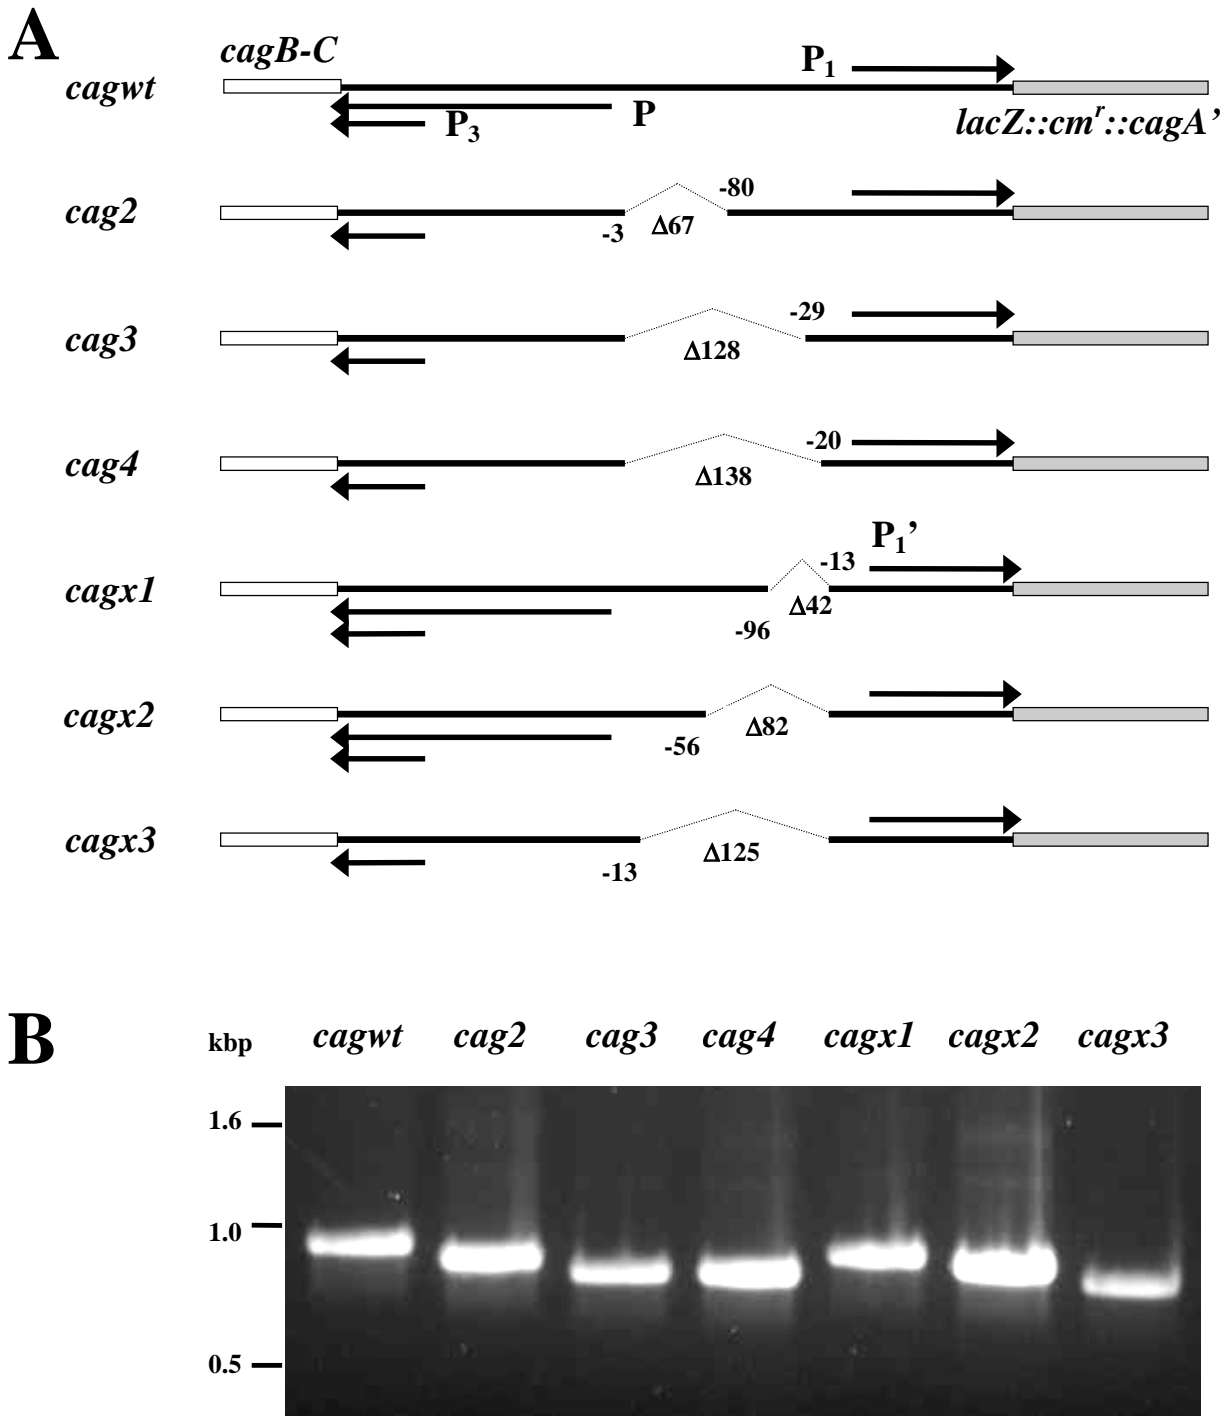 A
cagB-C
cagwt
P₁
P₃
P
lacZ::cmʳ::cagA’
cag2
-3
Δ67
-80
cag3
Δ128
-29
cag4
Δ138
-20
P₁’
cagx1
-96
Δ42
-13
cagx2
-56
Δ82
cagx3
-13
Δ125
B
kbp cagwt cag2 cag3 cag4 cagx1 cagx2 cagx3
1.6
1.0
0.5